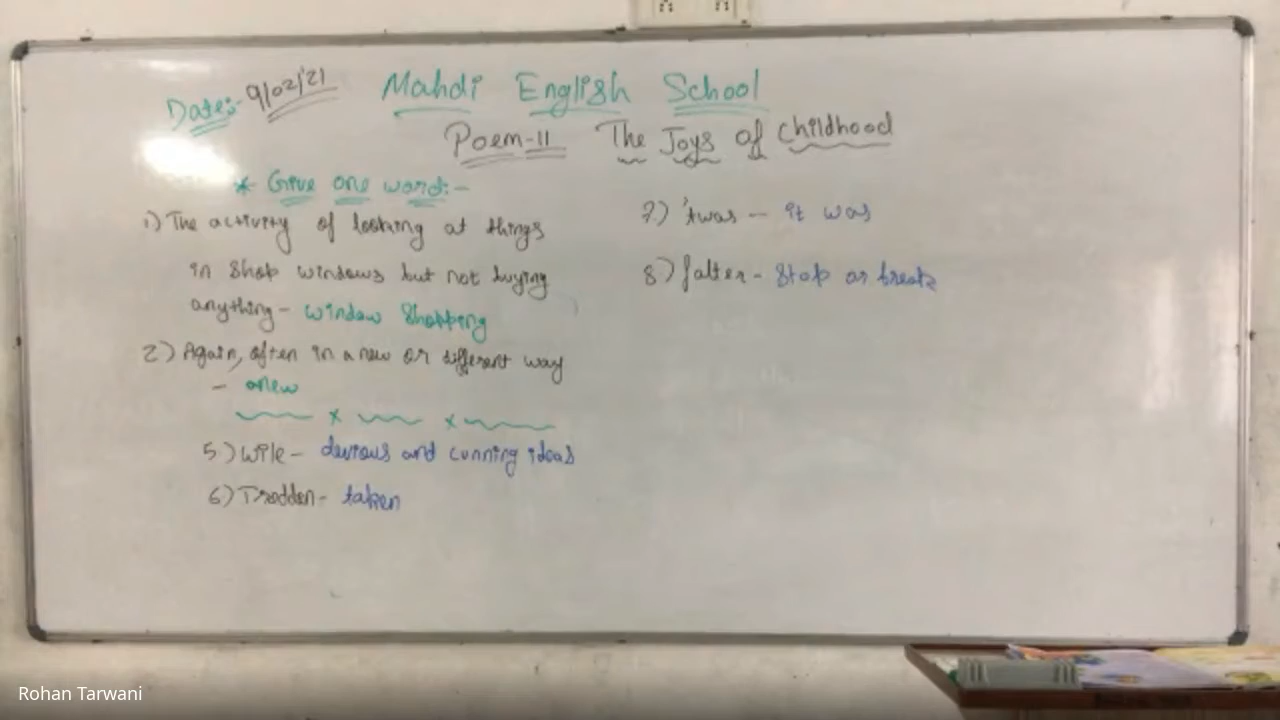 Date:- 9/02/'21
Mahdi English School
Poem-11 The Joys of Childhood
* Give one word:-
1) The activity of looking at things
in shop windows but not buying
anything - window shopping
2) Again, often in a new or different way
- anew
x x
5) Wile - devious and cunning ideas
6) Trodden - taken
7) 'twas - it was
8) falter - stop or break
Rohan Tarwani